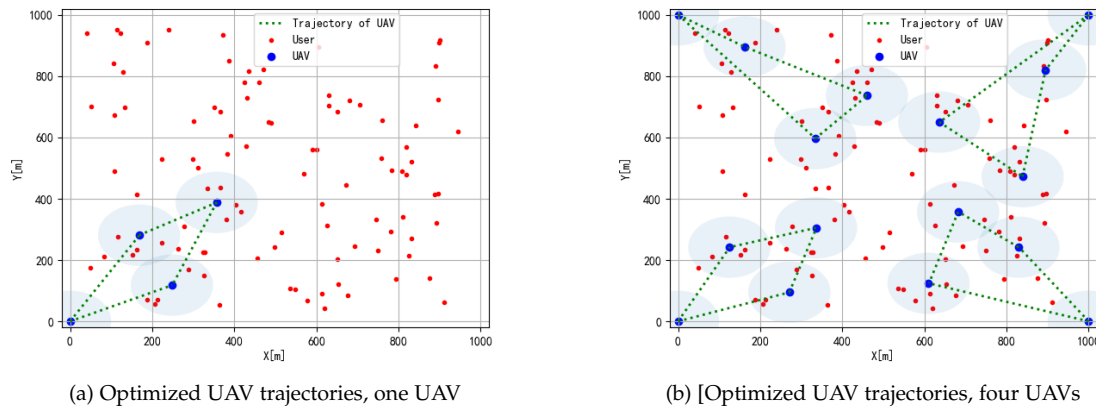 Trajectory of UAV
User
UAV
1000
800
600
400
200
0
Y[m]
0 200 400 600 800 1000
X[m]
(a) Optimized UAV trajectories, one UAV
Trajectory of UAV
User
UAV
1000
800
600
400
200
0
Y[m]
0 200 400 600 800 1000
X[m]
(b) [Optimized UAV trajectories, four UAVs